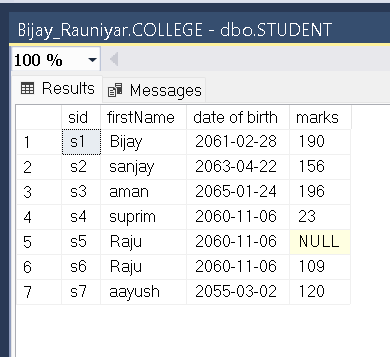 Bijay_Rauniyar.COLLEGE - dbo.STUDENT
100 %
Results Messages
sid firstName date of birth marks
1 s1 Bijay 2061-02-28 190
2 s2 sanjay 2063-04-22 156
3 s3 aman 2065-01-24 196
4 s4 suprim 2060-11-06 23
5 s5 Raju 2060-11-06 NULL
6 s6 Raju 2060-11-06 109
7 s7 aayush 2055-03-02 120